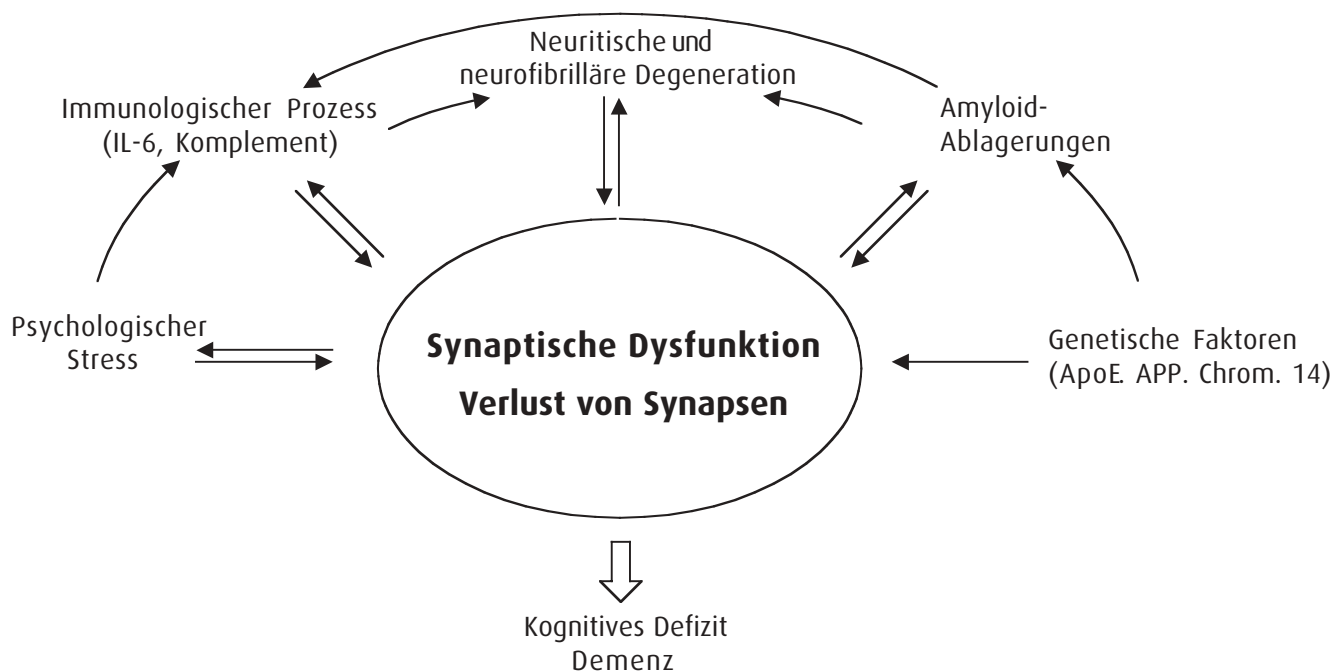 Neuritische und
neurofibrilläre Degeneration
Immunologischer Prozess
(IL-6, Komplement)
Amyloid-
Ablagerungen
Psychologischer
Stress
Synaptische Dysfunktion
Verlust von Synapsen
Genetische Faktoren
(ApoE. APP. Chrom. 14)
Kognitives Defizit
Demenz